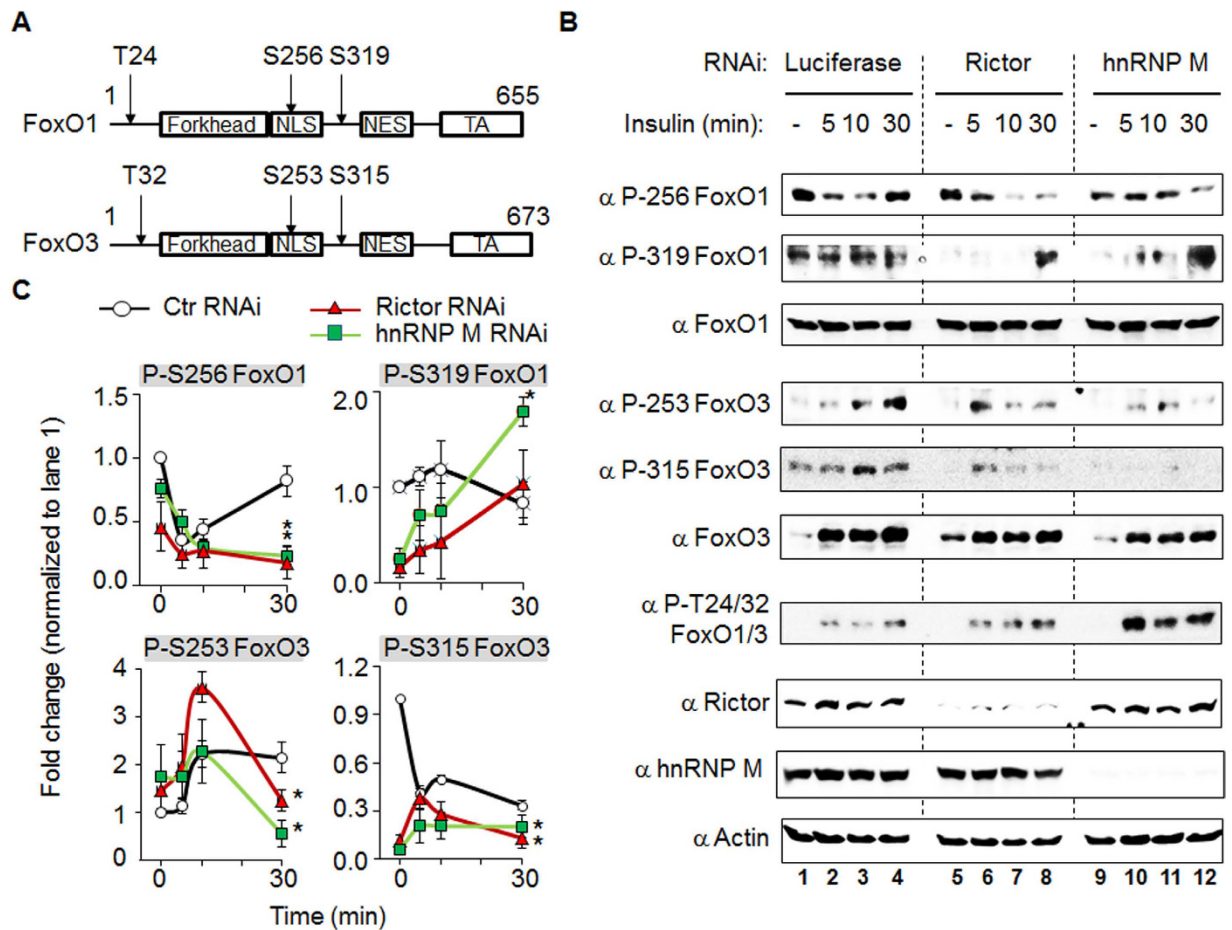 A
T24 S256 S319
1 655
FoxO1 Forkhead NLS NES TA
T32 S253 S315
1 673
FoxO3 Forkhead NLS NES TA
C
Ctr RNAi Rictor RNAi
hnRNP M RNAi
P-S256 FoxO1 P-S319 FoxO1
1.5 2.0
1.0 1.0
0.5
0.0 0.0
0 30 0 30
* * *
P-S253 FoxO3 P-S315 FoxO3
4 1.2
3 0.9
2 0.6
1 0.3
0 0.0
0 30 0 30
* * * *
Fold change (normalized to lane 1)
Time (min)
B
RNAi: Luciferase Rictor hnRNP M
Insulin (min): - 5 10 30 - 5 10 30 - 5 10 30
α P-256 FoxO1
α P-319 FoxO1
α FoxO1
α P-253 FoxO3
α P-315 FoxO3
α FoxO3
α P-T24/32
FoxO1/3
α Rictor
α hnRNP M
α Actin
1 2 3 4 5 6 7 8 9 10 11 12